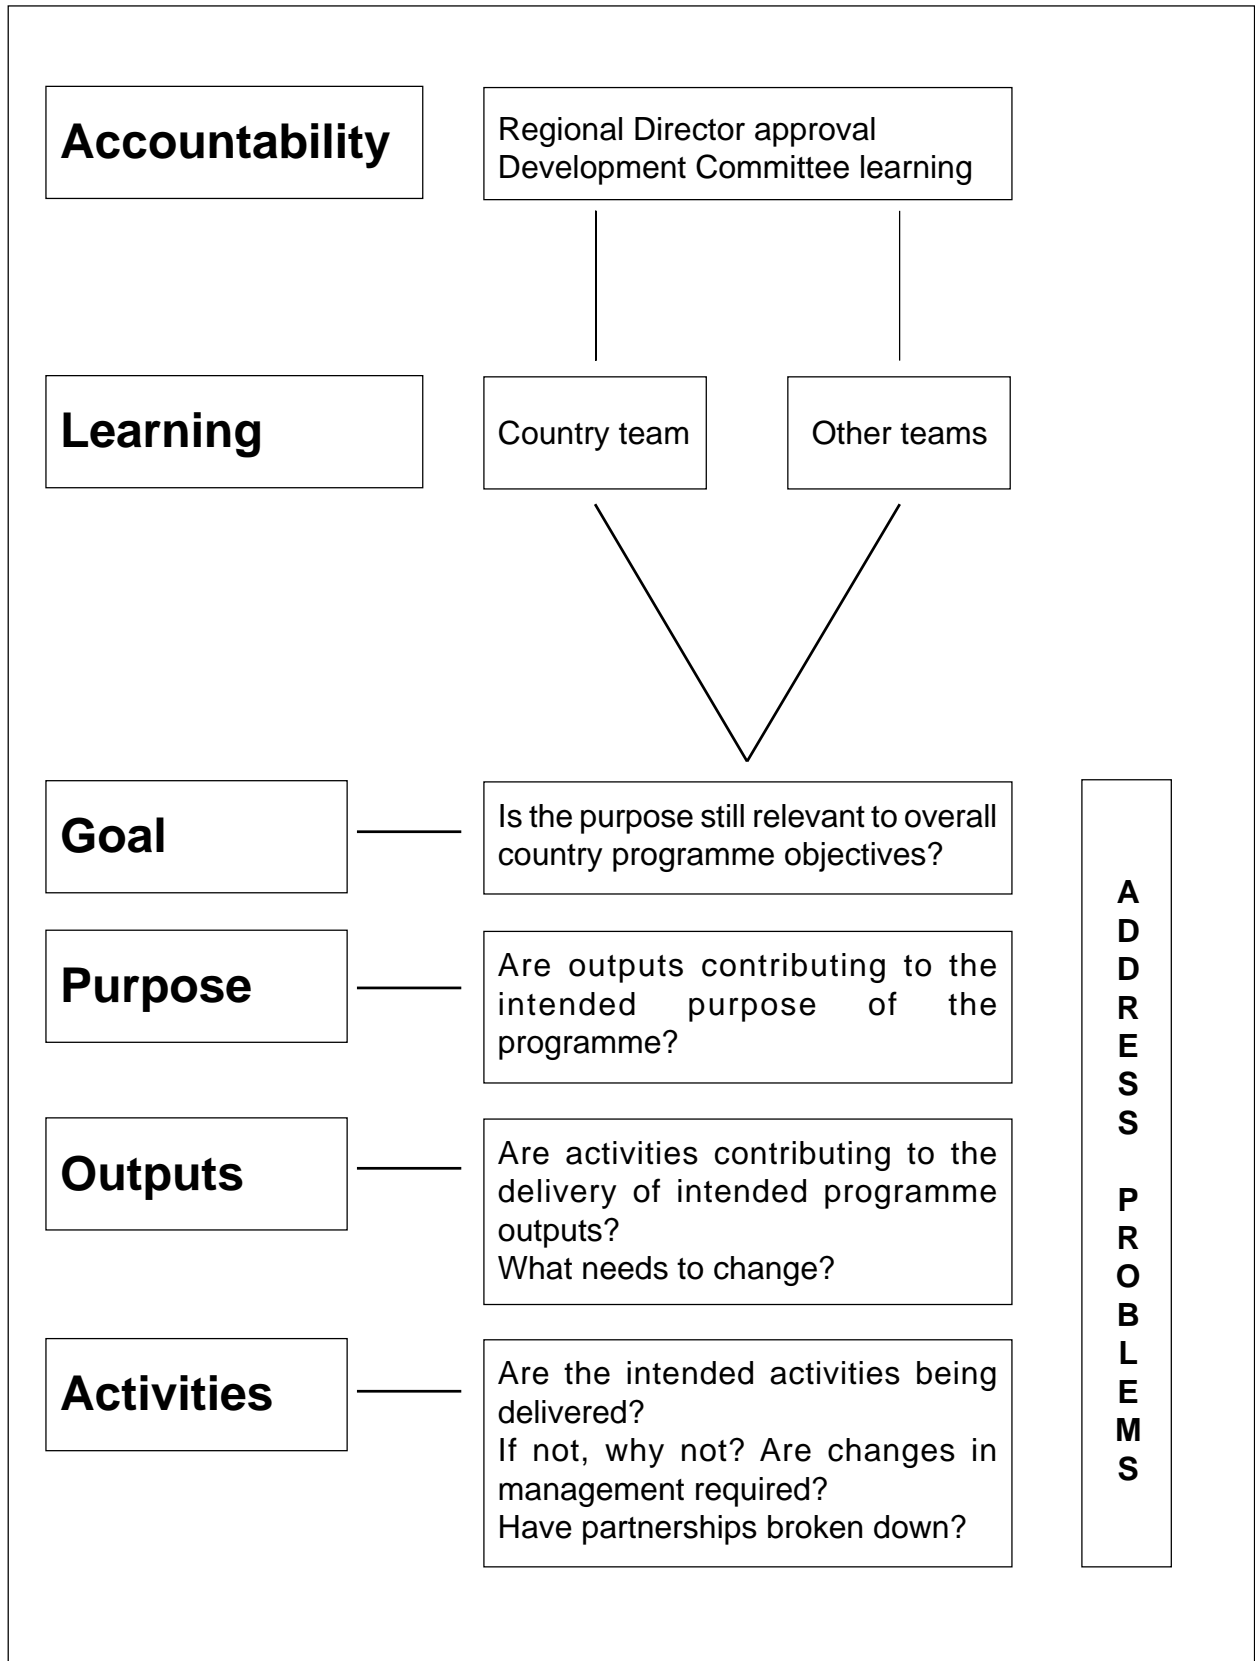 Accountability
Regional Director approval
Development Committee learning
Learning
Country team
Other teams
Goal
Is the purpose still relevant to overall
country programme objectives?
Purpose
Are outputs contributing to the
intended purpose of the
programme?
Outputs
Are activities contributing to the
delivery of intended programme
outputs?
What needs to change?
Activities
Are the intended activities being
delivered?
If not, why not? Are changes in
management required?
Have partnerships broken down?
ADDRESS PROBLEMS